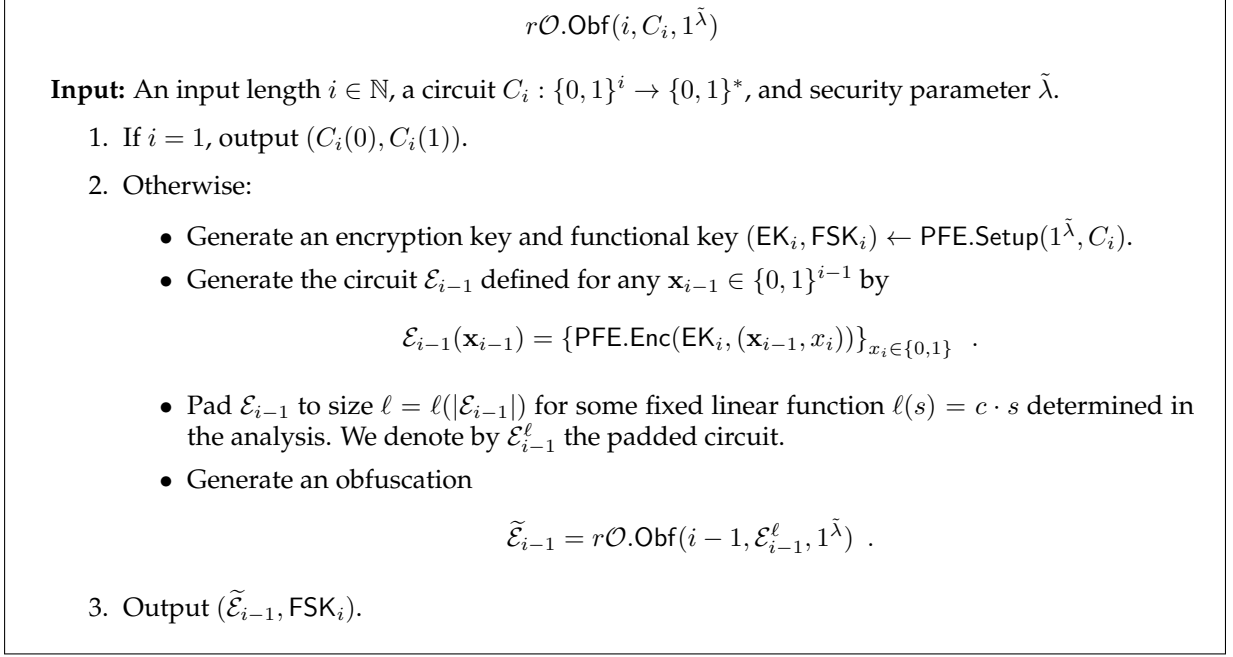 r𝒪.Obf(i, C_i, 1^{λ̃})
Input: An input length i ∈ ℕ, a circuit C_i : {0, 1}^i → {0, 1}^*, and security parameter λ̃.
1. If i = 1, output (C_i(0), C_i(1)).
2. Otherwise:
• Generate an encryption key and functional key (EK_i, FSK_i) ← PFE.Setup(1^{λ̃}, C_i).
• Generate the circuit ℰ_{i−1} defined for any x_{i−1} ∈ {0, 1}^{i−1} by
ℰ_{i−1}(x_{i−1}) = {PFE.Enc(EK_i, (x_{i−1}, x_i))}_{x_i∈{0,1}} .
• Pad ℰ_{i−1} to size ℓ = ℓ(|ℰ_{i−1}|) for some fixed linear function ℓ(s) = c · s determined in
the analysis. We denote by ℰ^ℓ_{i−1} the padded circuit.
• Generate an obfuscation
ℰ̃_{i−1} = r𝒪.Obf(i − 1, ℰ^ℓ_{i−1}, 1^{λ̃}) .
3. Output (ℰ̃_{i−1}, FSK_i).